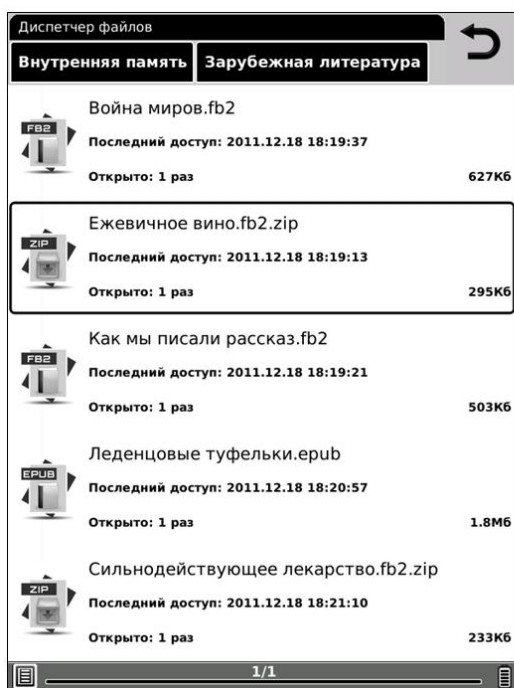 Диспетчер файлов
Внутренняя память Зарубежная литература
Война миров.fb2
FB2
Последний доступ: 2011.12.18 18:19:37
Открыто: 1 раз 627Кб
Ежевичное вино.fb2.zip
ZIP
Последний доступ: 2011.12.18 18:19:13
Открыто: 1 раз 295Кб
Как мы писали рассказ.fb2
FB2
Последний доступ: 2011.12.18 18:19:21
Открыто: 1 раз 503Кб
Леденцовые туфельки.epub
EPUB
Последний доступ: 2011.12.18 18:20:57
Открыто: 1 раз 1.8Мб
Сильнодействующее лекарство.fb2.zip
ZIP
Последний доступ: 2011.12.18 18:21:10
Открыто: 1 раз 233Кб
1/1